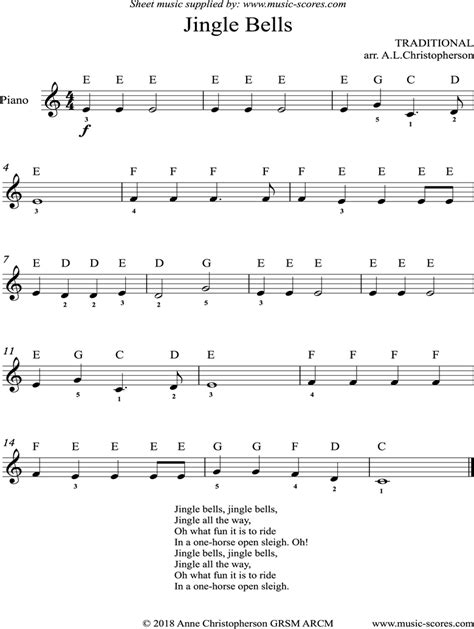 Sheet music supplied by: www.music-scores.com
Jingle Bells
TRADITIONAL
arr. A.L.Christopherson
E E E E E E E G C D
Piano 4 4
3 5 1 2
f
4 E F F F F F E E E E
3 4 3
7 E D D E D G E E E E E E
2 2 3 2 5 3
11 E G C D E F F F F
5 1 2 3 4
14 F E E E E G G F D C
3 5 4 2 1
Jingle bells, jingle bells,
Jingle all the way,
Oh what fun it is to ride
In a one-horse open sleigh. Oh!
Jingle bells, jingle bells,
Jingle all the way,
Oh what fun it is to ride
In a one-horse open sleigh.
© 2018 Anne Christopherson GRSM ARCM
www.music-scores.com